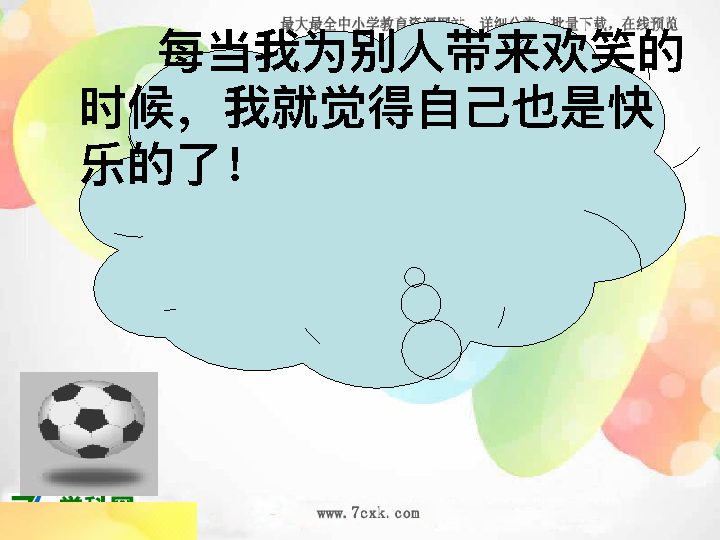 最大最全中小学教育资源网站，详细分类，批量下载，在线预览
每当我为别人带来欢笑的
时候，我就觉得自己也是快
乐的了！
学科网
www.7cxk.com